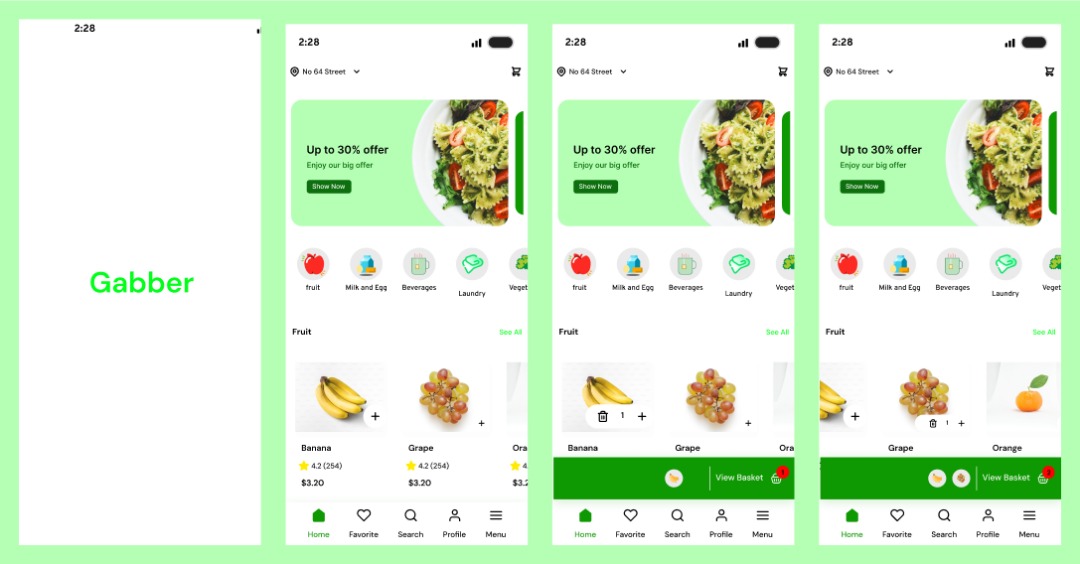 2:28
Gabber
2:28
No 64 Street
Up to 30% offer
Enjoy our big offer
Show Now
fruit
Milk and Egg
Beverages
Laundry
Veget
Fruit
See All
+
+
Banana
Grape
Ora
4.2 (254)
4.2 (254)
4.
$3.20
$3.20
$3.2
Home
Favorite
Search
Profile
Menu
2:28
No 64 Street
Up to 30% offer
Enjoy our big offer
Show Now
fruit
Milk and Egg
Beverages
Laundry
Veget
Fruit
See All
1 +
+
Banana
Grape
Ora
View Basket
1
Home
Favorite
Search
Profile
Menu
2:28
No 64 Street
Up to 30% offer
Enjoy our big offer
Show Now
fruit
Milk and Egg
Beverages
Laundry
Veget
Fruit
See All
+
1 +
Grape
Orange
View Basket
2
Home
Favorite
Search
Profile
Menu